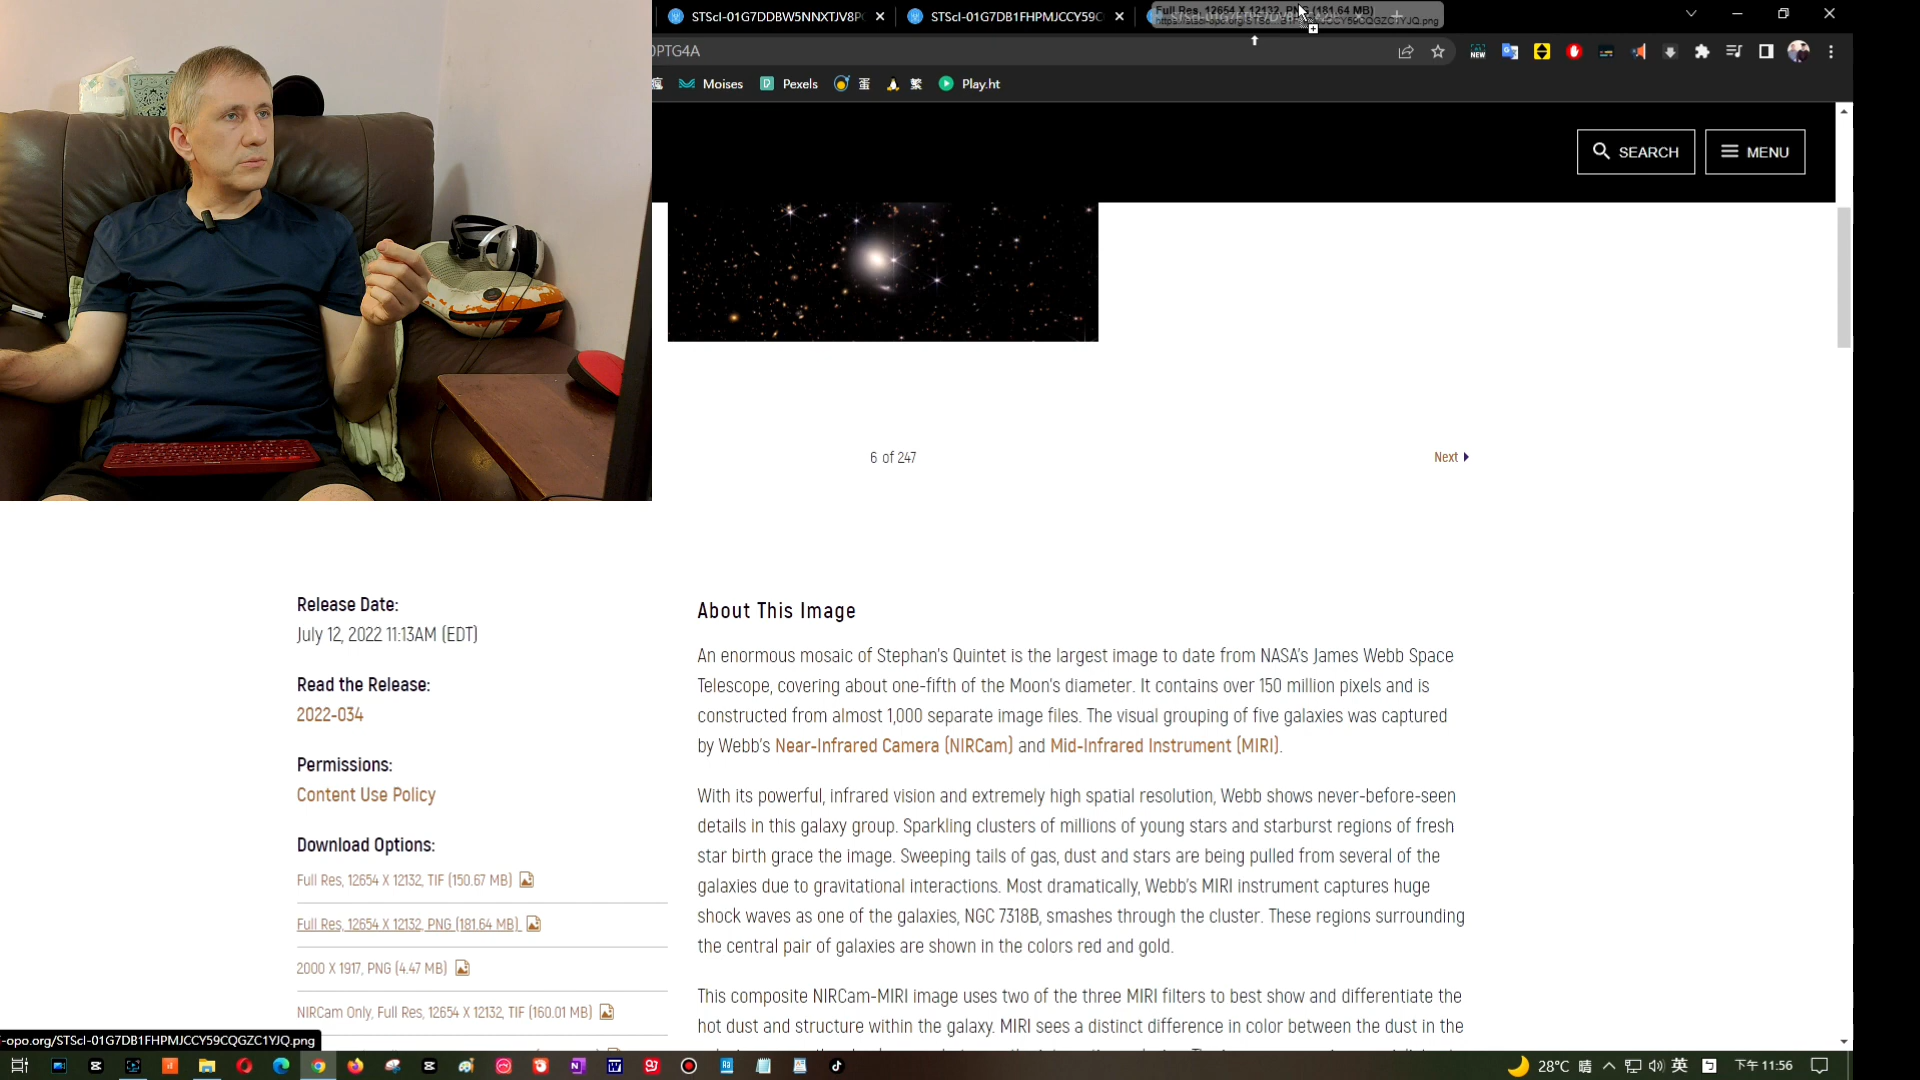 STScI-01G7DDBW5NNXTJV8P
STScI-01G7DB1FHPMJCCY59C
Full Res, 12654 X 12132, PNG (181.64 MB)
0PTG4A
NEW
Moises
Pexels
蛋
繁
Play.ht
SEARCH
MENU
6 of 247
Next
Release Date:
July 12, 2022 11:13AM (EDT)
Read the Release:
2022-034
Permissions:
Content Use Policy
Download Options:
Full Res, 12654 X 12132, TIF (150.67 MB)
Full Res, 12654 X 12132, PNG (181.64 MB)
2000 X 1917, PNG (4.47 MB)
NIRCam Only, Full Res, 12654 X 12132, TIF (160.01 MB)
About This Image
An enormous mosaic of Stephan's Quintet is the largest image to date from NASA's James Webb Space
Telescope, covering about one-fifth of the Moon's diameter. It contains over 150 million pixels and is
constructed from almost 1,000 separate image files. The visual grouping of five galaxies was captured
by Webb's Near-Infrared Camera (NIRCam) and Mid-Infrared Instrument (MIRI).
With its powerful, infrared vision and extremely high spatial resolution, Webb shows never-before-seen
details in this galaxy group. Sparkling clusters of millions of young stars and starburst regions of fresh
star birth grace the image. Sweeping tails of gas, dust and stars are being pulled from several of the
galaxies due to gravitational interactions. Most dramatically, Webb's MIRI instrument captures huge
shock waves as one of the galaxies, NGC 7318B, smashes through the cluster. These regions surrounding
the central pair of galaxies are shown in the colors red and gold.
This composite NIRCam-MIRI image uses two of the three MIRI filters to best show and differentiate the
hot dust and structure within the galaxy. MIRI sees a distinct difference in color between the dust in the
-opo.org/STScI-01G7DB1FHPMJCCY59CQGZC1YJQ.png
28°C 晴
英
下午 11:56